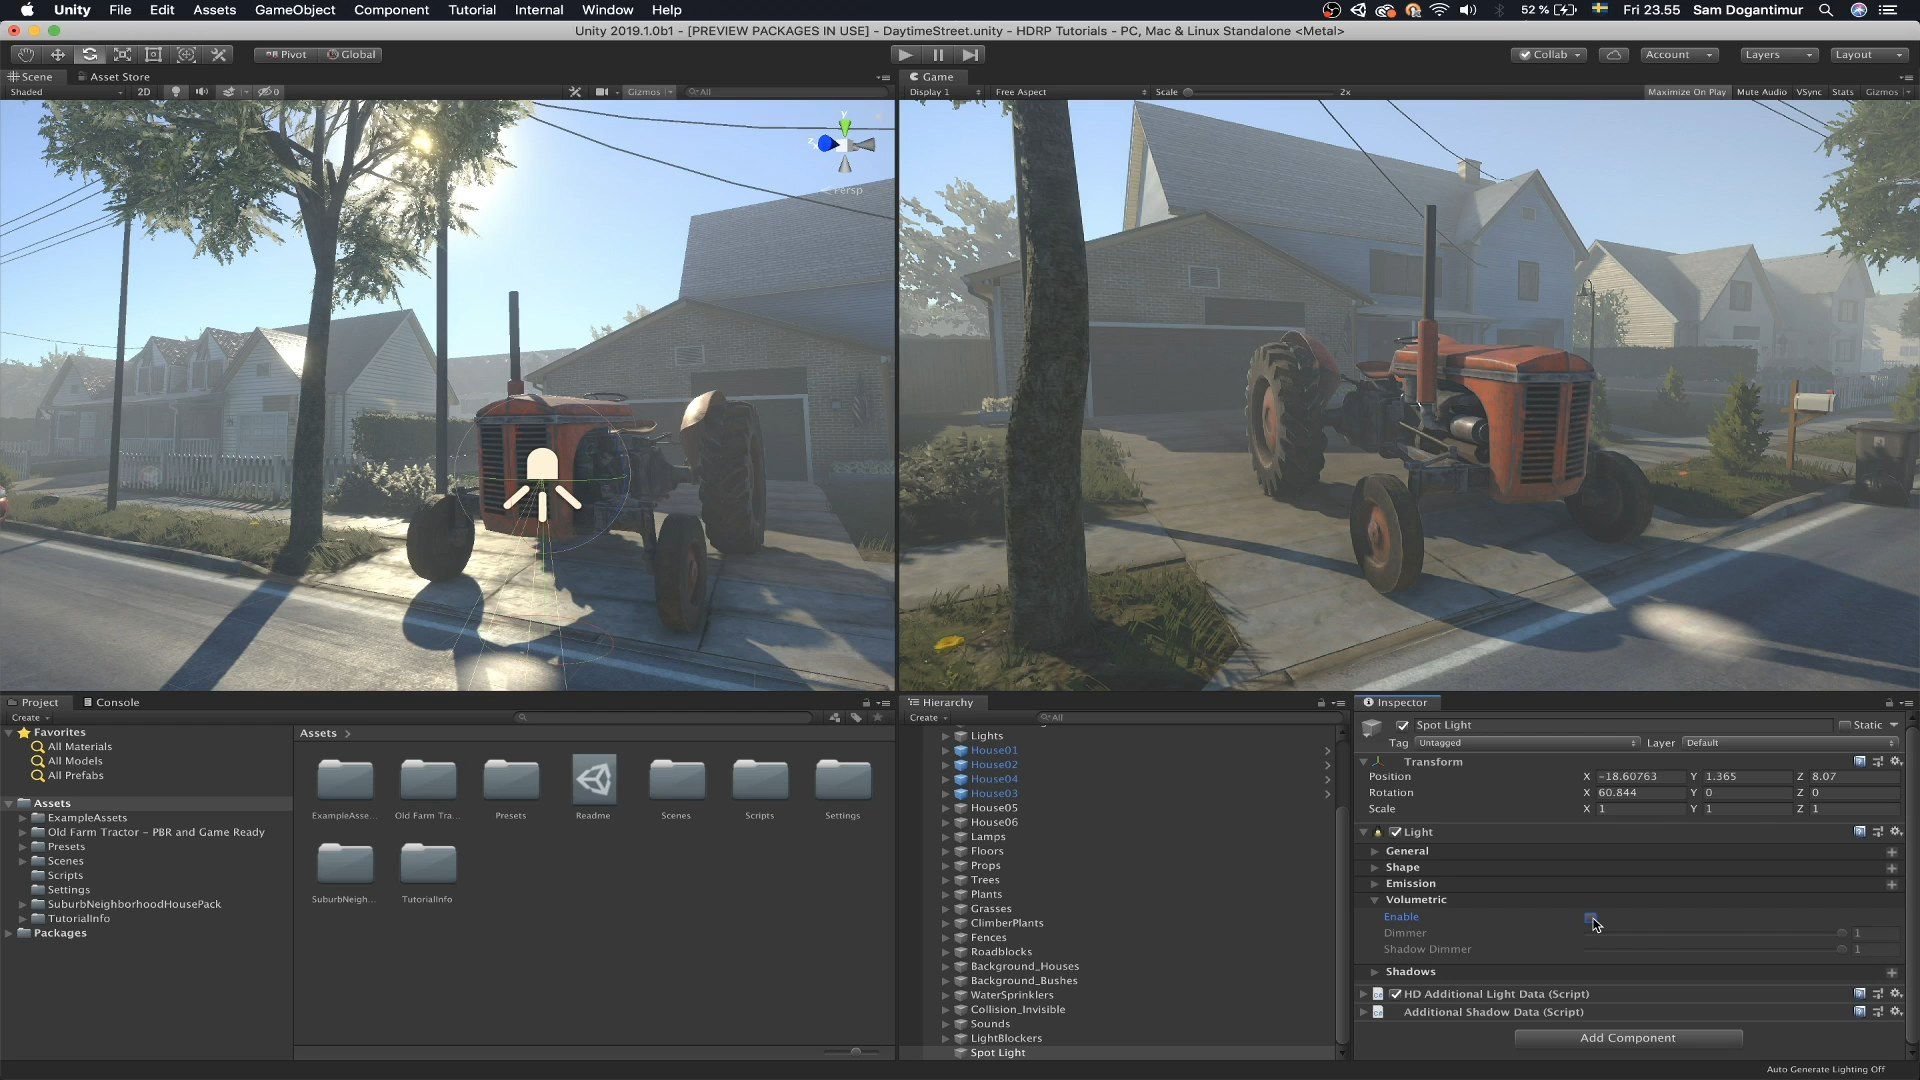 Unity File Edit Assets GameObject Component Tutorial Internal Window Help 52 % Fri 23.55 Sam Dogantimur
Unity 2019.1.0b1 - [PREVIEW PACKAGES IN USE] - DaytimeStreet.unity - HDRP Tutorials - PC, Mac & Linux Standalone <Metal>
Pivot Global Collab Account Layers Layout
Scene Asset Store
Shaded 2D 0 Gizmos All
Game
Display 1 Free Aspect Scale 2x Maximize On Play Mute Audio VSync Stats Gizmos
y
z
Persp
Project Console
Create
Favorites
All Materials
All Models
All Prefabs
Assets
ExampleAssets
Old Farm Tractor - PBR and Game Ready
Presets
Scenes
Scripts
Settings
SuburbNeighborhoodHousePack
TutorialInfo
Packages
Assets
ExampleAsse...
Old Farm Tra...
Presets
Readme
Scenes
Scripts
Settings
SuburbNeigh...
TutorialInfo
Hierarchy
Create All
Lights
House01
House02
House04
House03
House05
House06
Lamps
Floors
Props
Trees
Plants
Grasses
ClimberPlants
Fences
Roadblocks
Background_Houses
Background_Bushes
WaterSprinklers
Collision_Invisible
Sounds
LightBlockers
Spot Light
Inspector
Spot Light Static
Tag Untagged Layer Default
Transform
Position X -18.60763 Y 1.365 Z 8.07
Rotation X 60.844 Y 0 Z 0
Scale X 1 Y 1 Z 1
Light
General
Shape
Emission
Volumetric
Enable
Dimmer 1
Shadow Dimmer 1
Shadows
HD Additional Light Data (Script)
Additional Shadow Data (Script)
Add Component
Auto Generate Lighting Off